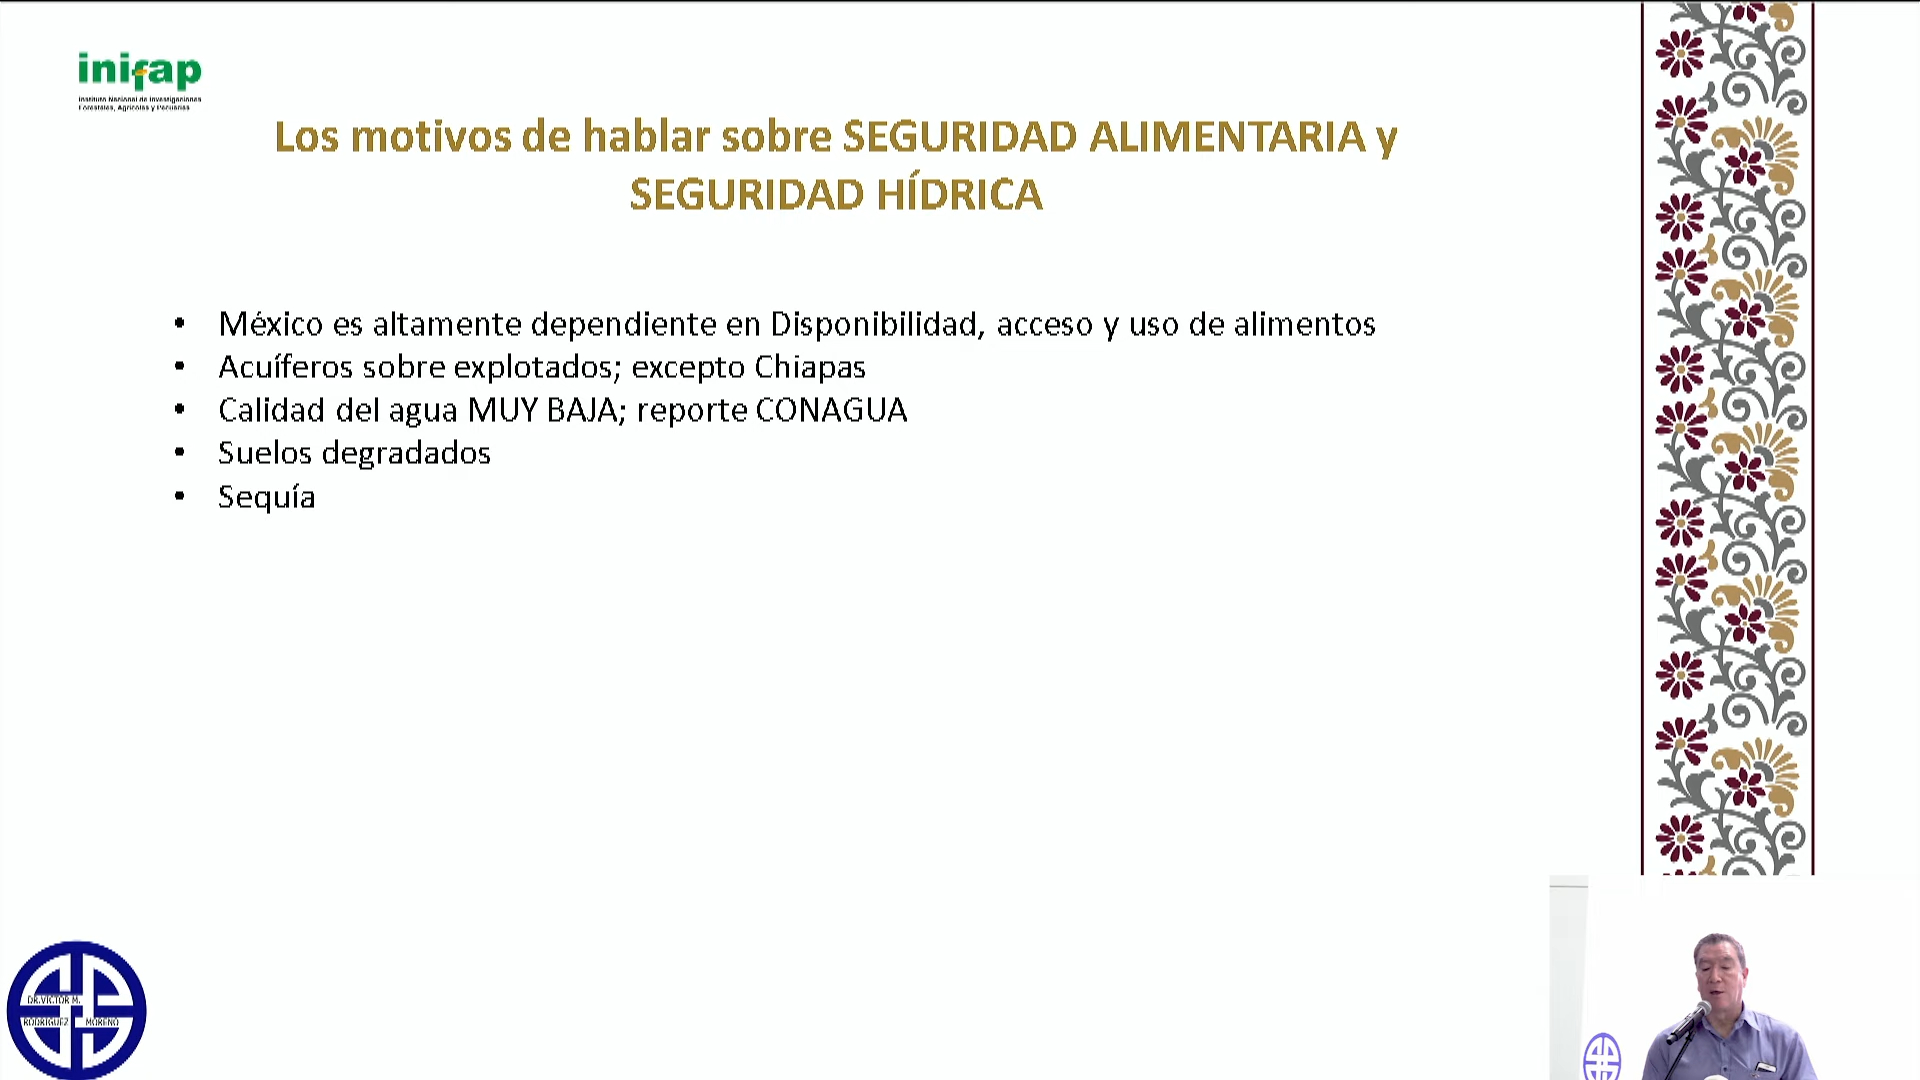 inifap
Instituto Nacional de Investigaciones
Forestales, Agrícolas y Pecuarias
Los motivos de hablar sobre SEGURIDAD ALIMENTARIA y
SEGURIDAD HÍDRICA
• México es altamente dependiente en Disponibilidad, acceso y uso de alimentos
• Acuíferos sobre explotados; excepto Chiapas
• Calidad del agua MUY BAJA; reporte CONAGUA
• Suelos degradados
• Sequía
DR.VICTOR M.
RODRIGUEZ MORENO